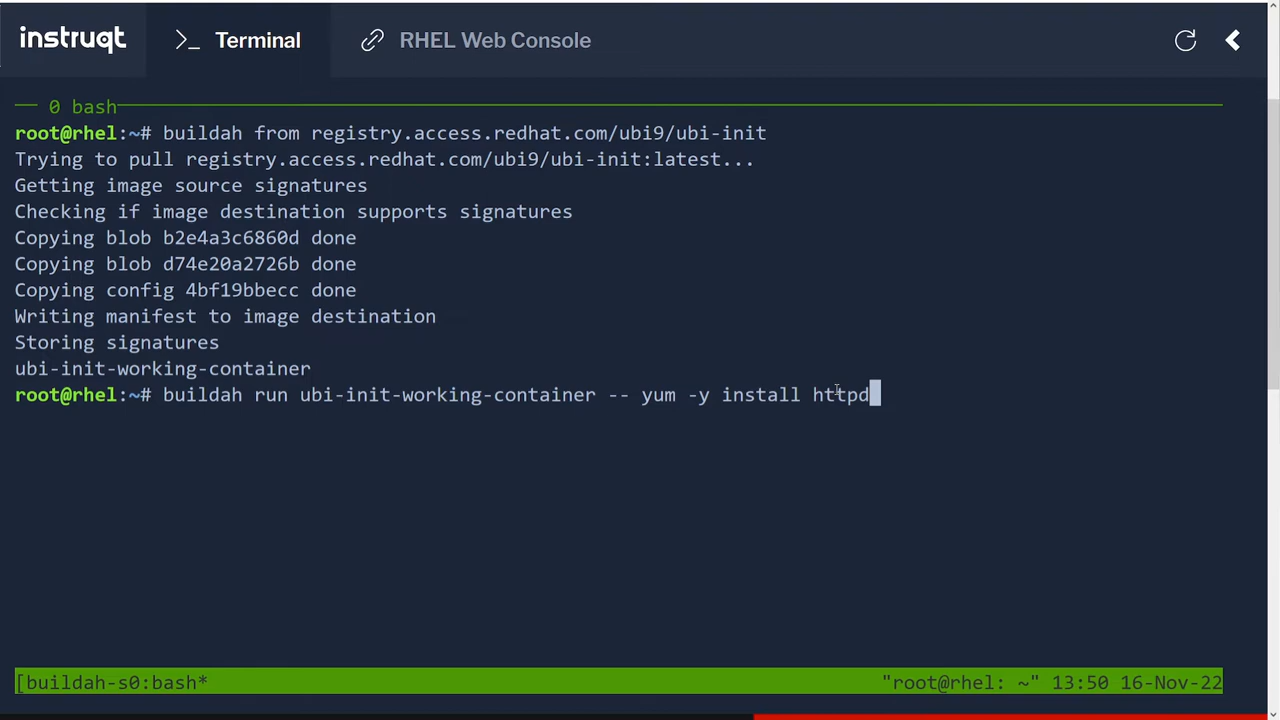 instruqt
>_ Terminal
RHEL Web Console
0 bash
root@rhel:~# buildah from registry.access.redhat.com/ubi9/ubi-init
Trying to pull registry.access.redhat.com/ubi9/ubi-init:latest...
Getting image source signatures
Checking if image destination supports signatures
Copying blob b2e4a3c6860d done
Copying blob d74e20a2726b done
Copying config 4bf19bbecc done
Writing manifest to image destination
Storing signatures
ubi-init-working-container
root@rhel:~# buildah run ubi-init-working-container -- yum -y install httpd
[buildah-s0:bash* "root@rhel: ~" 13:50 16-Nov-22